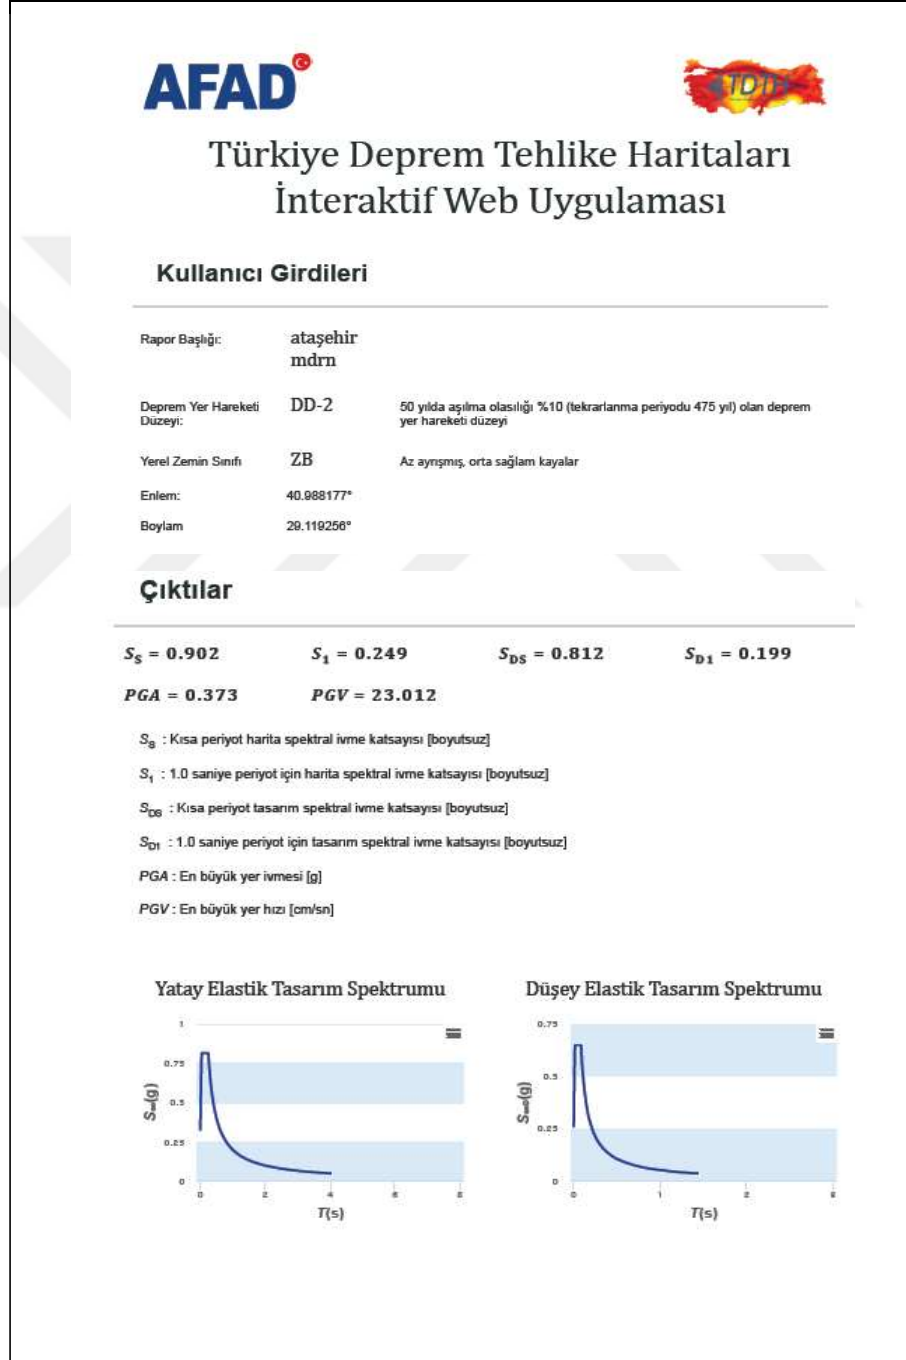 AFAD
TDTH
Türkiye Deprem Tehlike Haritaları
İnteraktif Web Uygulaması
Kullanıcı Girdileri
Rapor Başlığı: ataşehir
mdrn
Deprem Yer Hareketi DD-2 50 yılda aşılma olasılığı %10 (tekrarlanma periyodu 475 yıl) olan deprem
Düzeyi: yer hareketi düzeyi
Yerel Zemin Sınıfı ZB Az ayrışmış, orta sağlam kayalar
Enlem: 40.988177°
Boylam 29.119256°
Çıktılar
S_S = 0.902 S_1 = 0.249 S_DS = 0.812 S_D1 = 0.199
PGA = 0.373 PGV = 23.012
S_S : Kısa periyot harita spektral ivme katsayısı [boyutsuz]
S_1 : 1.0 saniye periyot için harita spektral ivme katsayısı [boyutsuz]
S_DS : Kısa periyot tasarım spektral ivme katsayısı [boyutsuz]
S_D1 : 1.0 saniye periyot için tasarım spektral ivme katsayısı [boyutsuz]
PGA : En büyük yer ivmesi [g]
PGV : En büyük yer hızı [cm/sn]
Yatay Elastik Tasarım Spektrumu Düşey Elastik Tasarım Spektrumu
1
0.75
0.5
0.25
0
0 2 4 6 8
T(s)
0.75
0.5
0.25
0
0 1 2
T(s)